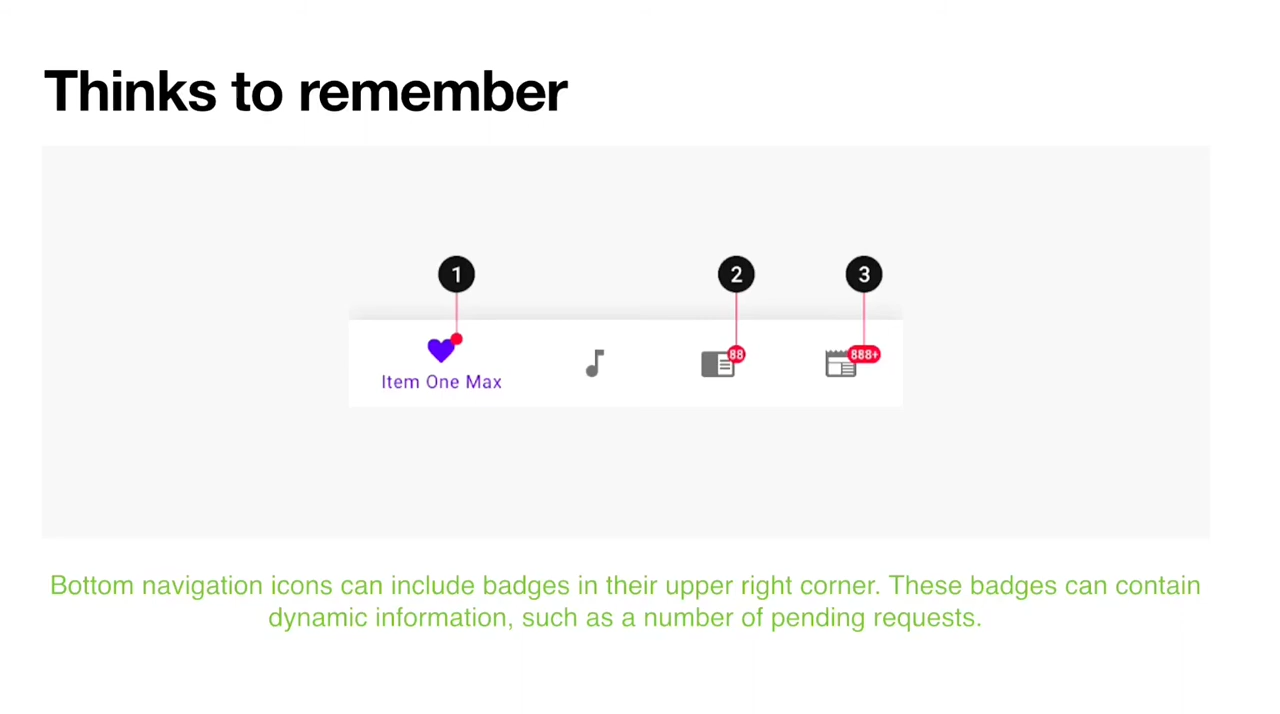 Thinks to remember
1 2 3
88 888+
Item One Max
Bottom navigation icons can include badges in their upper right corner. These badges can contain
dynamic information, such as a number of pending requests.